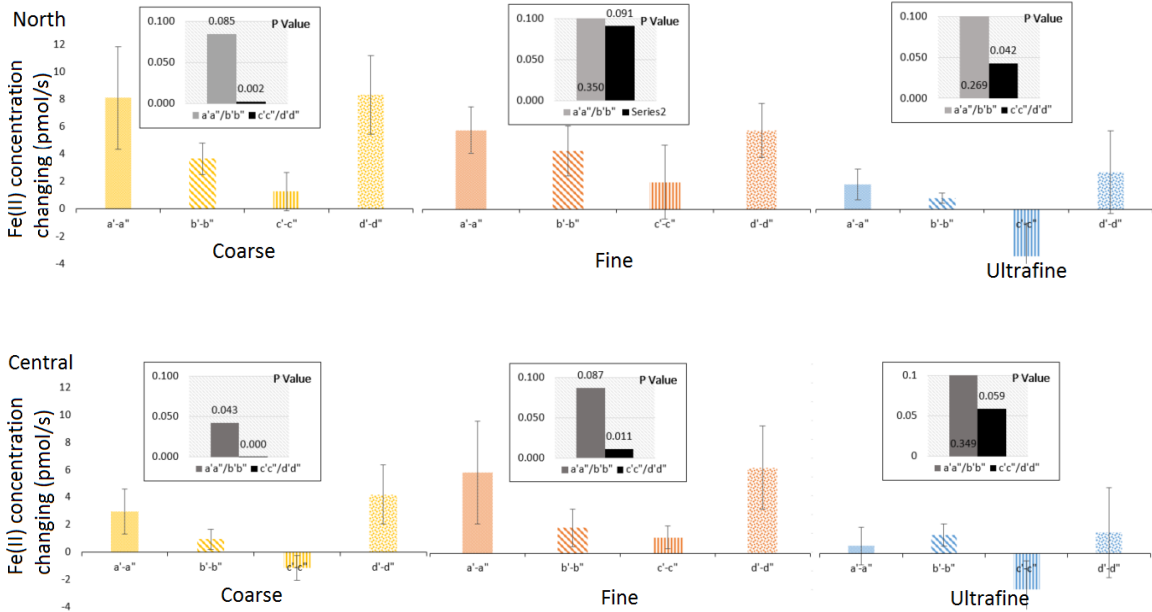 North
Fe(II) concentration
changing (pmol/s)
12
10
8
6
4
2
0
-2
-4
0.100
0.050
0.000
0.085
0.002
P Value
a'a"/b'b" c'c"/d'd"
a'-a" b'-b" c'-c" d'-d"
Coarse
0.100
0.050
0.000
0.350
0.091
P Value
a'a"/b'b" Series2
a'-a" b'-b" c'-c" d'-d"
Fine
0.100
0.050
0.000
0.269
0.042
P Value
a'a"/b'b" c'c"/d'd"
a'-a" b'-b" c'-c" d'-d"
Ultrafine
Central
Fe(II) concentration
changing (pmol/s)
12
10
8
6
4
2
0
-2
-4
0.100
0.050
0.000
0.043
0.000
P Value
a'a"/b'b" c'c"/d'd"
a'-a" b'-b" c'-c" d'-d"
Coarse
0.100
0.050
0.000
0.087
0.011
P Value
a'a"/b'b" c'c"/d'd"
a'-a" b'-b" c'-c" d'-d"
Fine
0.1
0.05
0
0.349
0.059
P Value
a'a"/b'b" c'c"/d'd"
a'-a" b'-b" c'-c" d'-d"
Ultrafine